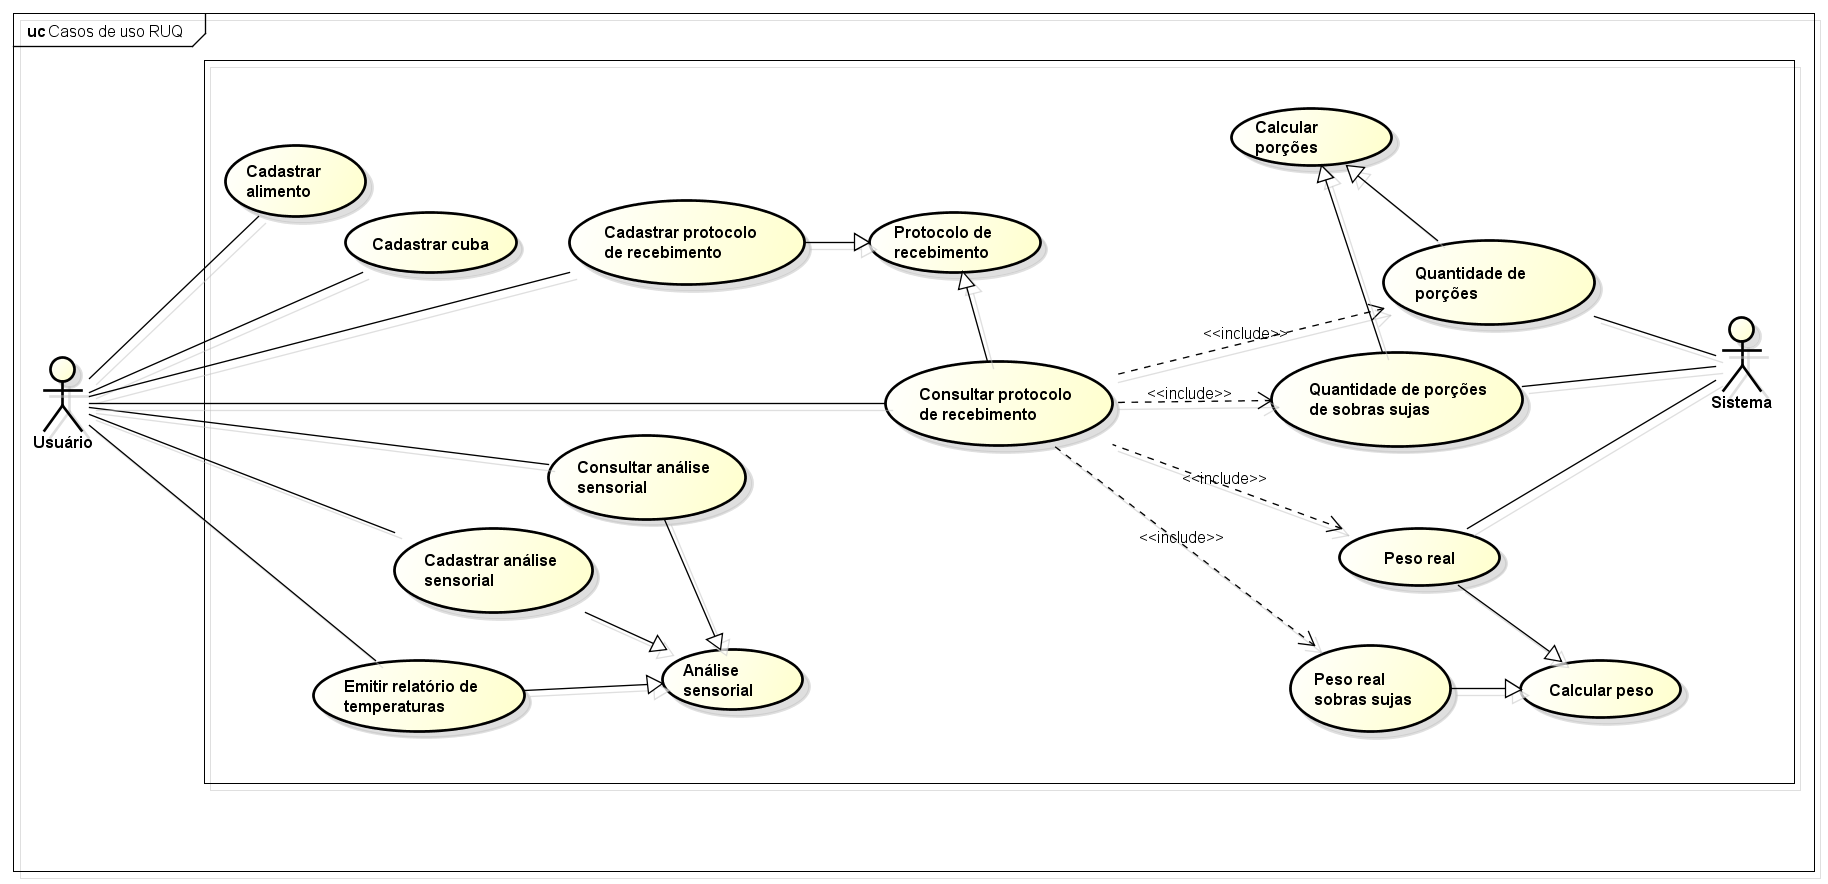 uc Casos de uso RUQ
Calcular
porções
Cadastrar
alimento
Cadastrar cuba
Cadastrar protocolo
de recebimento
Protocolo de
recebimento
Quantidade de
porções
<<include>>
Usuário
Consultar protocolo
de recebimento
<<include>>
Quantidade de porções
de sobras sujas
Sistema
Consultar análise
sensorial
<<include>>
<<include>>
Cadastrar análise
sensorial
Peso real
Emitir relatório de
temperaturas
Análise
sensorial
Peso real
sobras sujas
Calcular peso